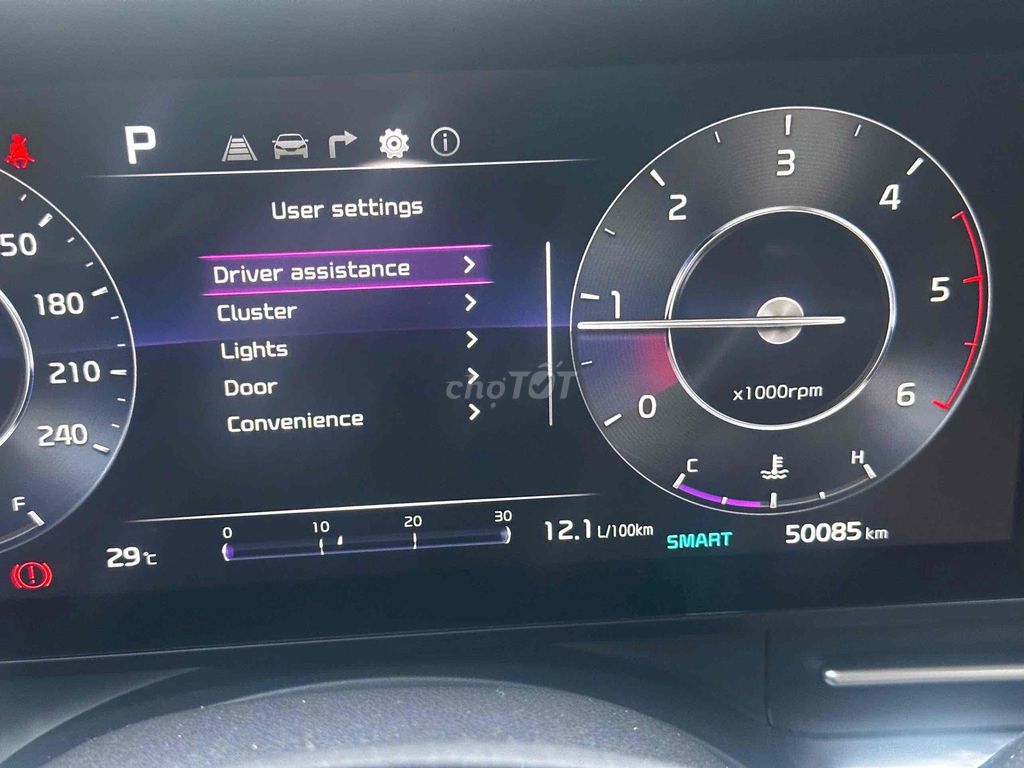 P
User settings
Driver assistance
Cluster
Lights
Door
Convenience
50
180
210
240
F
0 10 20 30
29°C
12.1 L/100km
SMART
50085 km
0
1
2
3
4
5
6
x1000rpm
C H
chợTỐT